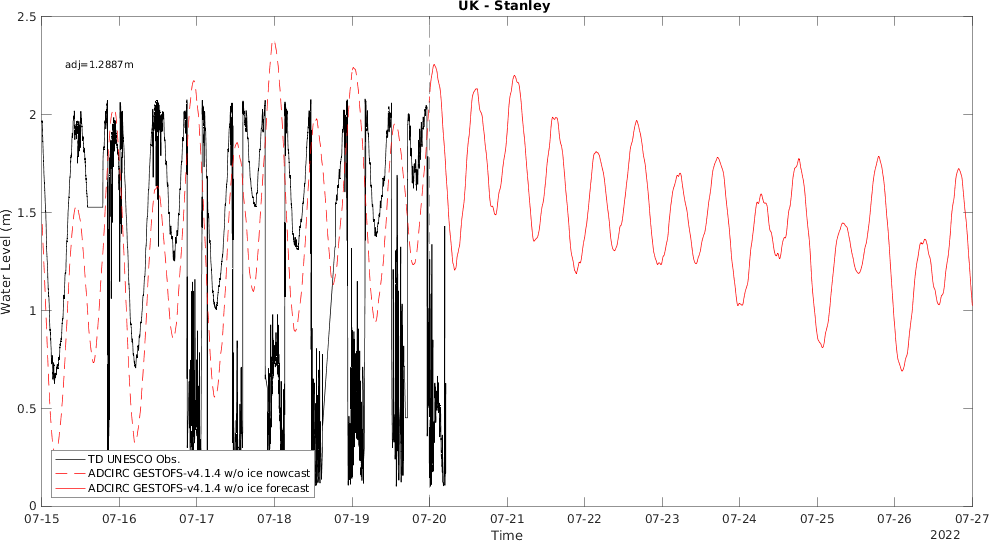 UK - Stanley
adj=1.2887m
Water Level (m)
2.5
2
1.5
1
0.5
0
TD UNESCO Obs.
ADCIRC GESTOFS-v4.1.4 w/o ice nowcast
ADCIRC GESTOFS-v4.1.4 w/o ice forecast
07-15 07-16 07-17 07-18 07-19 07-20 07-21 07-22 07-23 07-24 07-25 07-26 07-27
Time
2022